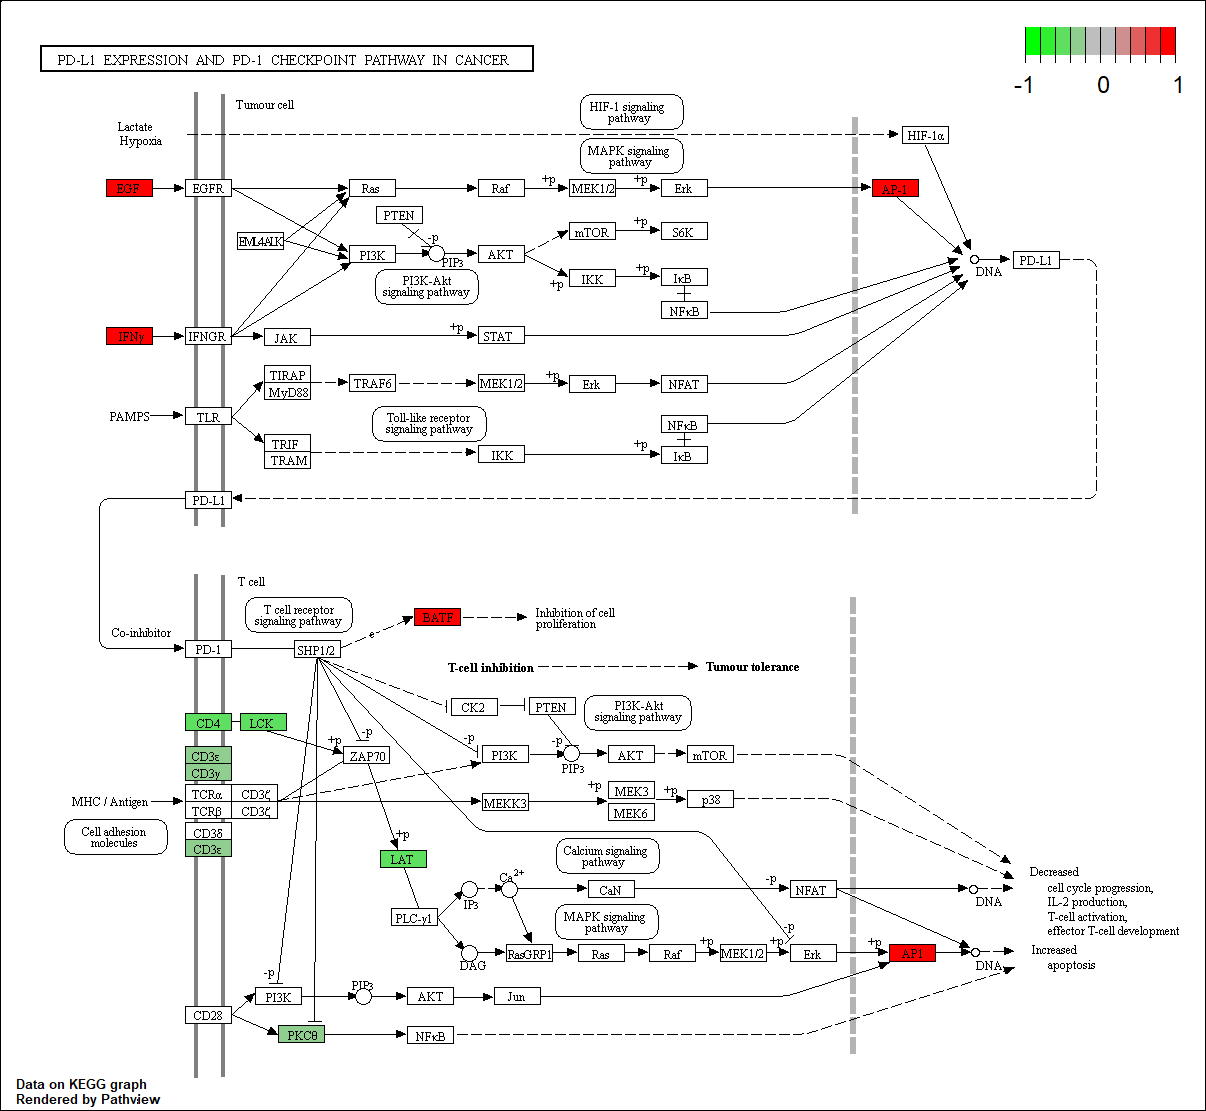 PD-L1 EXPRESSION AND PD-1 CHECKPOINT PATHWAY IN CANCER
-1 0 1
Tumour cell
HIF-1 signaling
pathway
Lactate
Hypoxia
HIF-1α
MAPK signaling
pathway
EGF EGFR Ras Raf +p MEK1/2 +p Erk AP-1
PTEN
EML4ALK -p mTOR +p S6K
PI3K PIP3 AKT DNA PD-L1
PI3K-Akt
signaling pathway
+p IKK +p IκB
NFκB
IFNγ IFNGR JAK +p STAT
TIRAP
MyD88
TRAF6 MEK1/2 +p Erk NFAT
PAMPS TLR
Toll-like receptor
signaling pathway
NFκB
TRIF
TRAM
IKK +p IκB
PD-L1
T cell
T cell receptor
signaling pathway
BATF
Inhibition of cell
proliferation
e
Co-inhibitor
PD-1 SHP1/2
T-cell inhibition Tumour tolerance
CK2 PTEN
PI3K-Akt
signaling pathway
CD4 LCK
+p -p -p -p
CD3ε
CD3γ
ZAP70 PI3K PIP3 AKT mTOR
MHC / Antigen
TCRα CD3ζ
TCRβ CD3ζ
MEKK3 +p MEK3
MEK6
+p p38
Cell adhesion
molecules
CD3δ
CD3ε
+p
LAT
Calcium signaling
pathway
Decreased
cell cycle progression,
IL-2 production,
T-cell activation,
effector T-cell development
IP3 Ca2+ CaN -p NFAT DNA
PLC-γ1
MAPK signaling
pathway
-p
DAG RasGRP1 Ras Raf +p MEK1/2 +p Erk +p AP1 DNA
Increased
apoptosis
-p
PI3K PIP3 AKT Jun
CD28
PKCθ NFκB
Data on KEGG graph
Rendered by Pathview